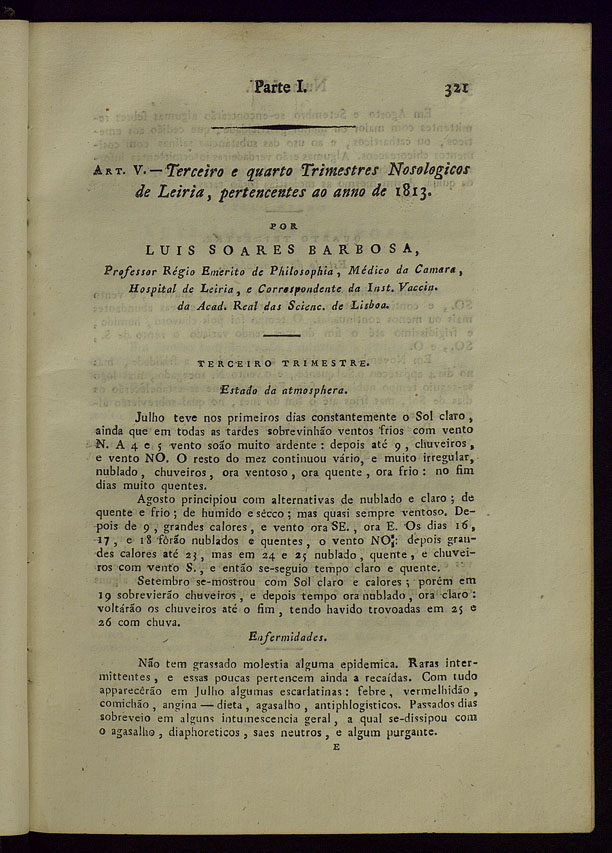 Parte I. 321
ART. V. — Terceiro e quarto Trimestres Nosologicos
de Leiria, pertencentes ao anno de 1813.
POR
LUIS SOARES BARBOSA,
Professor Régio Emerito de Philosophia, Médico da Camara,
Hospital de Leiria, e Correspondente da Inst. Vaccin.
da Acad. Real das Scienc. de Lisboa.
TERCEIRO TRIMESTRE.
Estado da atmosphera.
Julho teve nos primeiros días constantemente o Sol claro,
ainda que em todas as tardes sobrevinhão ventos frios com vento
N. A 4 e 5 vento soão muito ardente: depois até 9, chuveiros,
e vento NO. O resto do mez continuou vário, e muito irregular,
nublado, chuveiros, ora ventoso, ora quente, ora frio: no fim
dias muito quentes.
Agosto principiou com alternativas de nublado e claro; de
quente e frio; de humido e sècco; mas quasi sempre ventoso. De-
pois de 9, grandes calores, e vento ora SE., ora E. Os dias 16,
17, e 18 fôrão nublados e quentes, o vento NO: depois gran-
des calores até 23, mas em 24 e 25 nublado, quente, e chuvei-
ros com vento S., e então se-seguio tempo claro e quente.
Setembro se-mostrou com Sol claro e calores; porém em
19 sobrevierão chuveiros, e depois tempo ora nublado, ora claro:
voltárão os chuveiros até o fim, tendo havido trovoadas em 25 e
26 com chuva.
Enfermidades.
Não tem grassado molestia alguma epidemica. Raras inter-
mittentes, e essas poucas pertencem ainda a recaídas. Com tudo
apparecêrão em Julho algumas escarlatinas: febre, vermelhidão,
comichão, angina — dieta, agasalho, antiphlogisticos. Passados dias
sobreveio em alguns intumescencia geral, a qual se-dissipou com
o agasalho, diaphoreticos, saes neutros, e algum purgante.
E